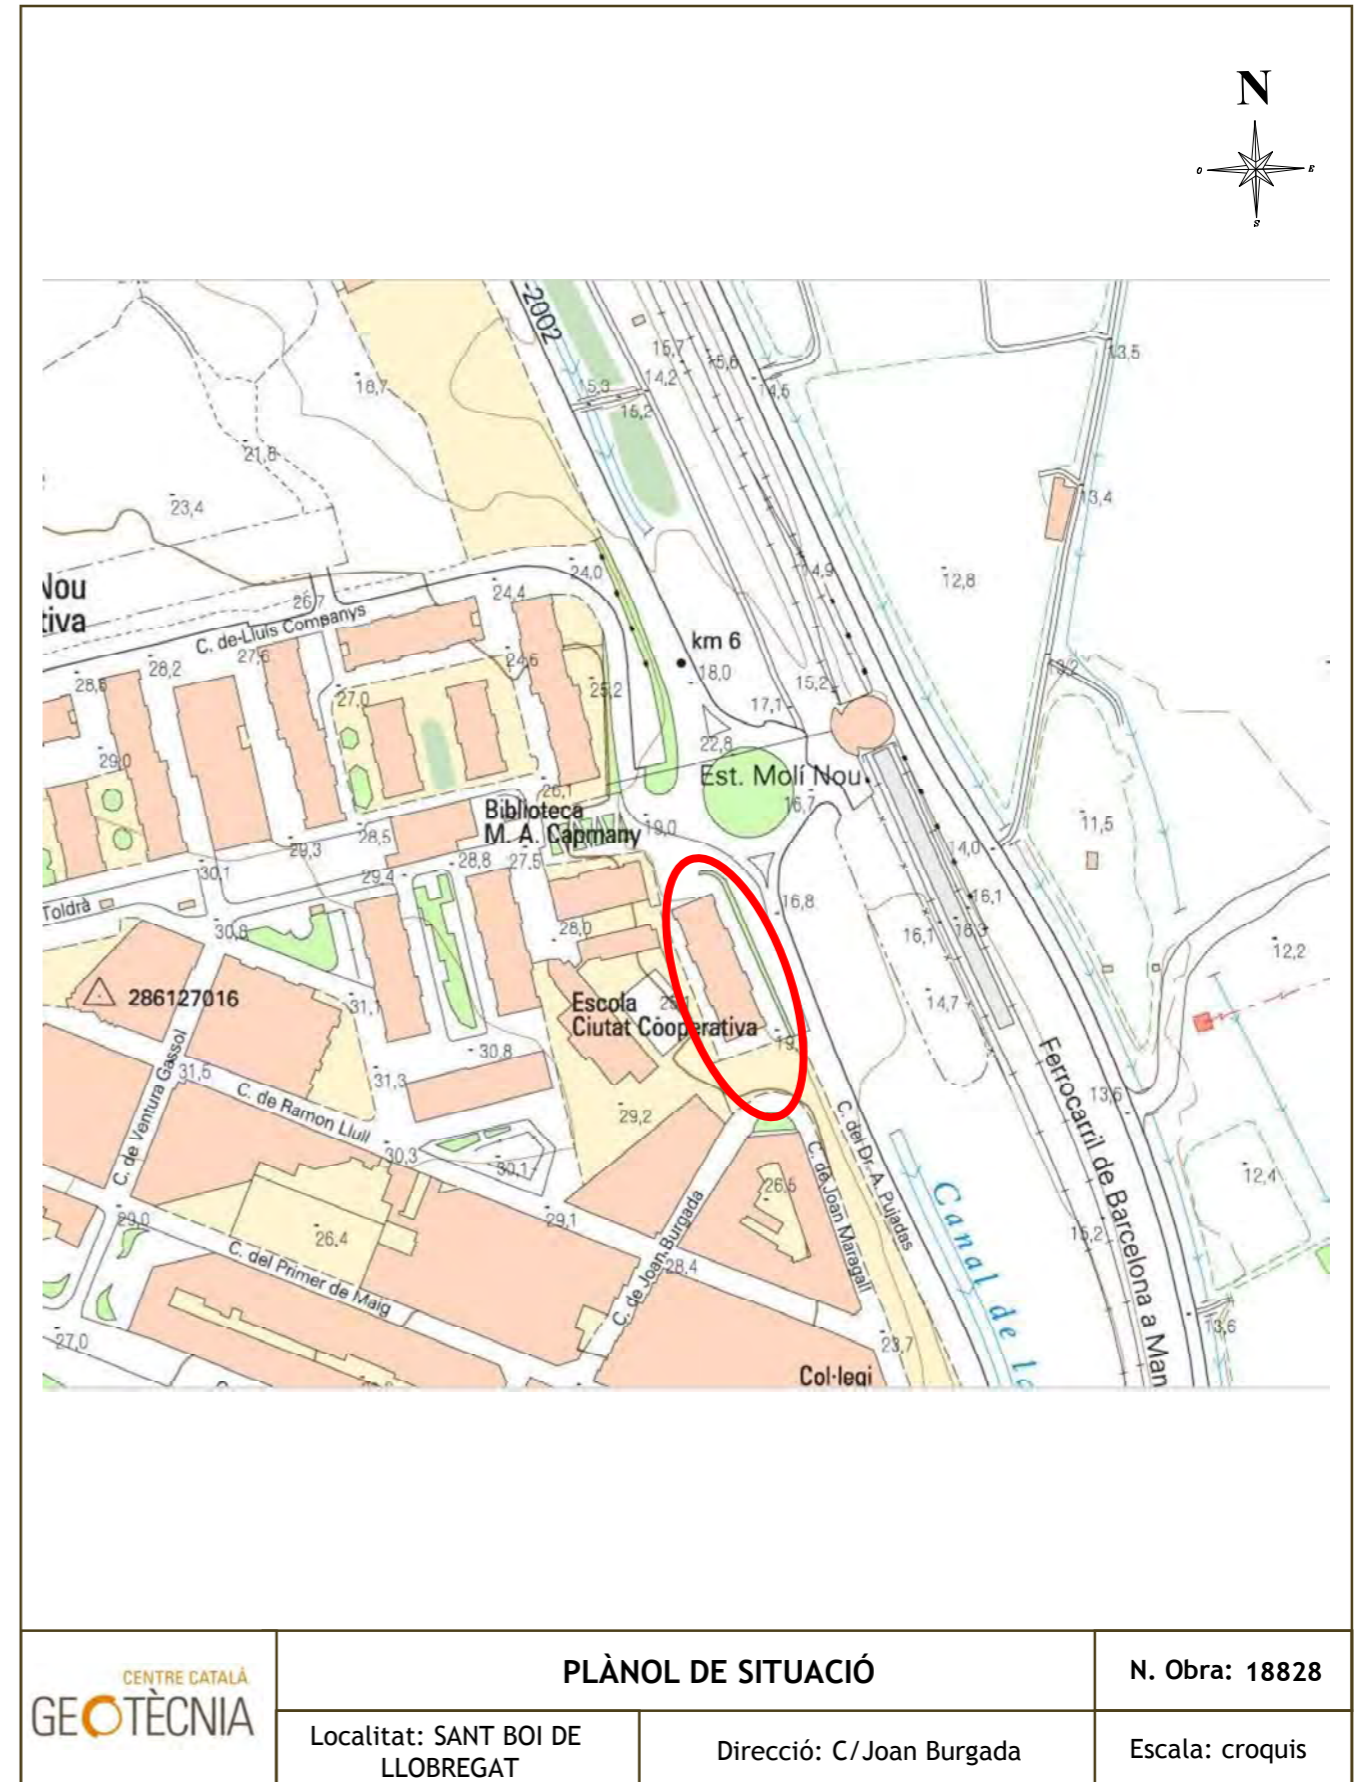 N
O
E
S
-2002
15,7
15,6
14,2
13,5
18,7
15,3
15,2
14,5
21,8
23,4
13,4
14,9
12,8
24,0
24,4
Nou
tiva
26,7
C. de Lluís Companys
km 6
28,2
27,6
24,6
13,2
18,0
28,6
27,0
25,2
15,2
17,1
22,8
29,0
Est. Molí Nou
26,1
16,7
Biblioteca
M. A. Capmany
19,0
11,5
28,5
29,3
14,0
28,8
27,5
30,1
29,4
16,1
Toldrà
16,8
30,8
28,0
16,1
16,3
12,2
286127016
Escola
Ciutat Cooperativa
31,1
14,7
30,8
31,5
31,3
C. de Ventura Gassol
C. de Ramon Llull
29,2
Ferrocarril de Barcelona a Man
13,6
C. del Dr. A. Pujadas
30,3
30,1
C. de Joan Maragall
26,5
12,4
Canal de la
29,0
29,1
26,4
C. de Joan Burgada
15,2
C. del Primer de Maig
28,4
27,0
23,7
13,6
Col·legi
CENTRE CATALÀ
GEOTÈCNIA
PLÀNOL DE SITUACIÓ
N. Obra: 18828
Localitat: SANT BOI DE
LLOBREGAT
Direcció: C/Joan Burgada
Escala: croquis